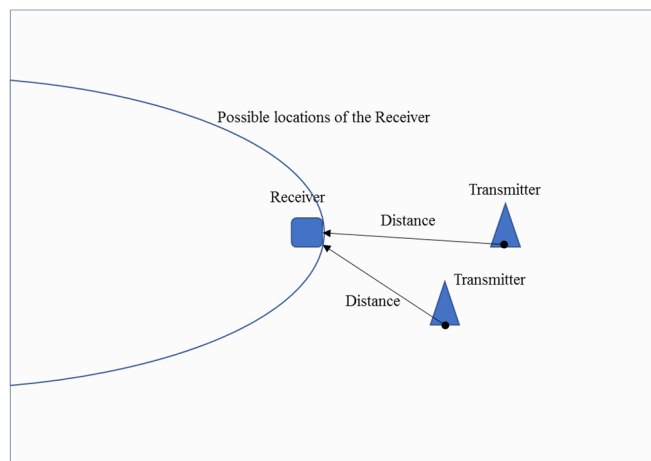 Possible locations of the Receiver
Receiver
Transmitter
Distance
Transmitter
Distance